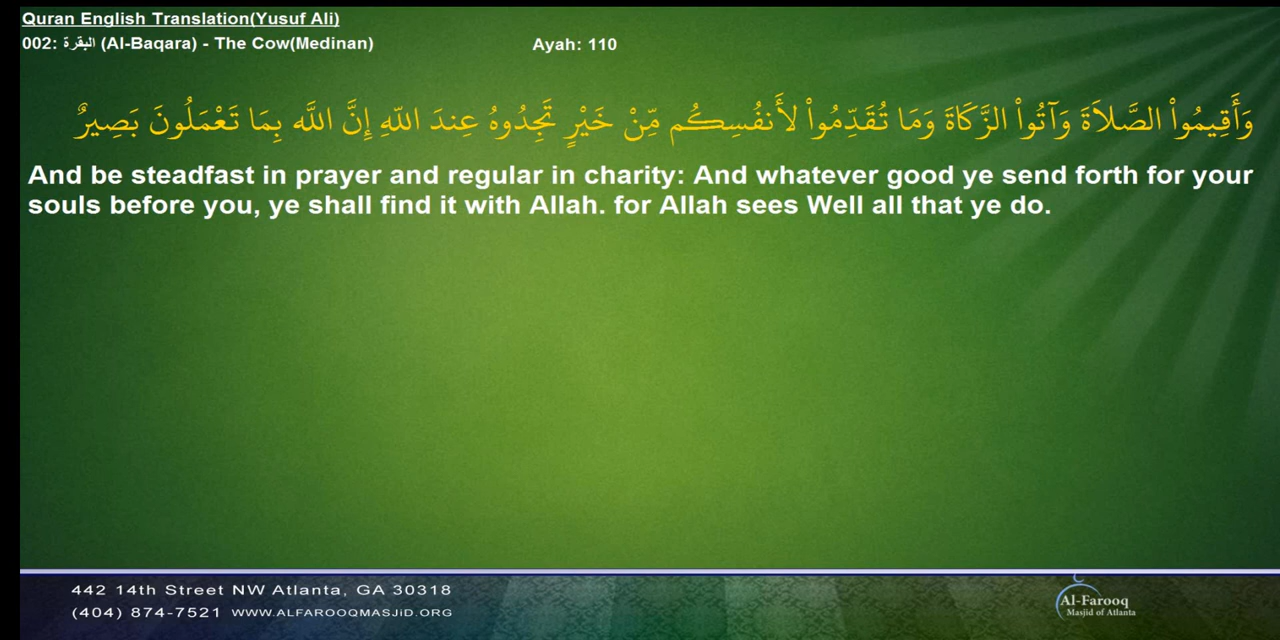 Quran English Translation(Yusuf Ali)
002: البقرة (Al-Baqara) - The Cow(Medinan)
Ayah: 110
وَأَقِيمُواْ الصَّلاَةَ وَآتُواْ الزَّكَاةَ وَمَا تُقَدِّمُواْ لأَنفُسِكُم مِّنْ خَيْرٍ تَجِدُوهُ عِندَ اللّهِ إِنَّ اللَّه بِمَا تَعْمَلُونَ بَصِيرٌ
And be steadfast in prayer and regular in charity: And whatever good ye send forth for your
souls before you, ye shall find it with Allah. for Allah sees Well all that ye do.
442 14th Street NW Atlanta, GA 30318
(404) 874-7521 WWW.ALFAROOQMASJiD.ORG
Al-Farooq
Masjid of Atlanta